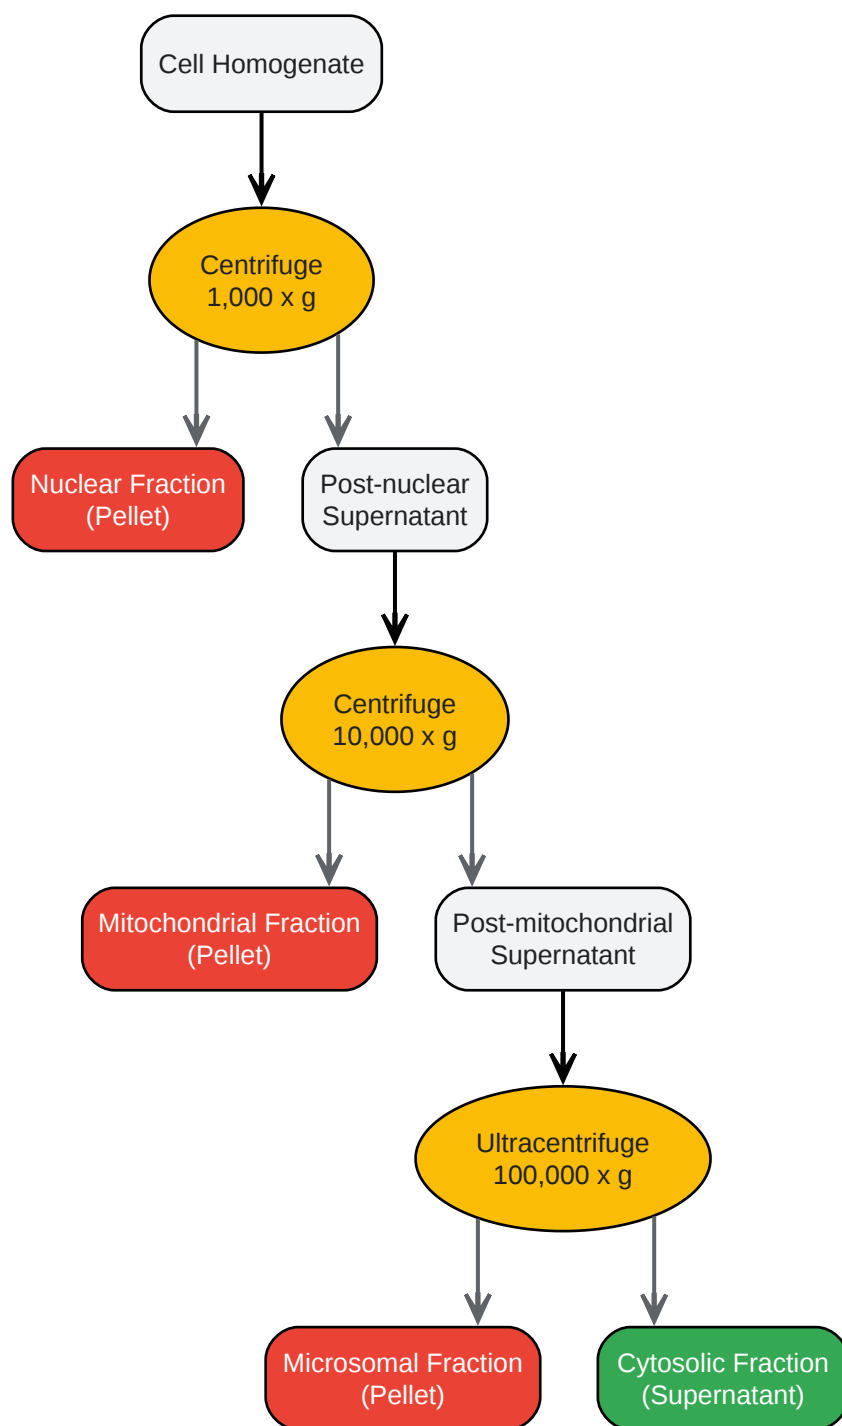 Cell Homogenate
Centrifuge
1,000 x g
Nuclear Fraction
(Pellet)
Post-nuclear
Supernatant
Centrifuge
10,000 x g
Mitochondrial Fraction
(Pellet)
Post-mitochondrial
Supernatant
Ultracentrifuge
100,000 x g
Microsomal Fraction
(Pellet)
Cytosolic Fraction
(Supernatant)